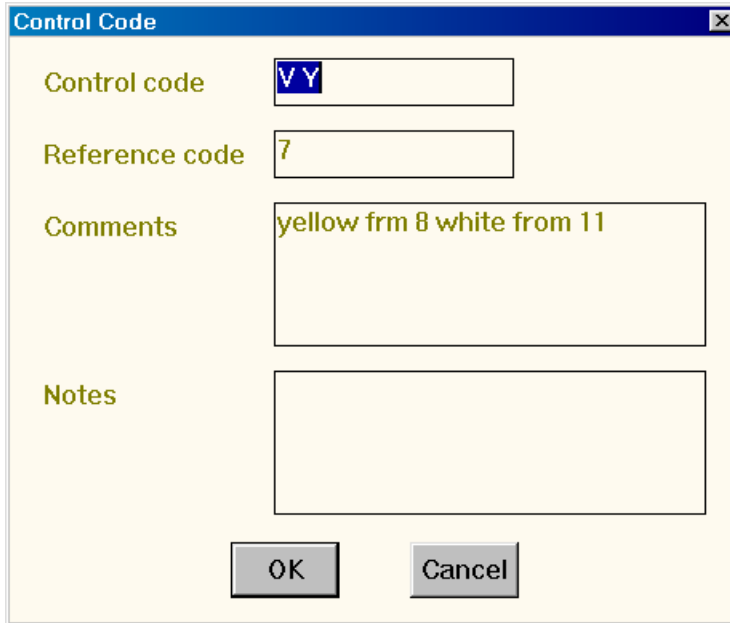 Control Code
Control code V Y
Reference code 7
Comments yellow frm 8 white from 11
Notes
OK Cancel